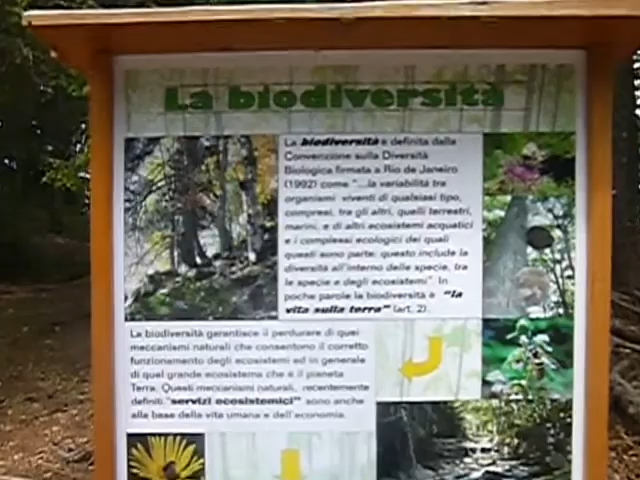 La biodiversità
La biodiversità è definita dalla
Convenzione sulla Diversità
Biologica firmata a Rio de Janeiro
(1992) come "...la variabilità tra
organismi viventi di qualsiasi tipo,
compresi, tra gli altri, quelli terrestri,
marini, e di altri ecosistemi acquatici
e i complessi ecologici dei quali
questi sono parte; questo include la
diversità all'interno delle specie, tra
le specie e degli ecosistemi". In
poche parole la biodiversità è "la
vita sulla terra" (art. 2).
La biodiversità garantisce il perdurare di quei
meccanismi naturali che consentono il corretto
funzionamento degli ecosistemi ed in generale
di quel grande ecosistema che è il pianeta
Terra. Questi meccanismi naturali, recentemente
definiti "servizi ecosistemici" sono anche
alla base della vita umana e dell'economia.